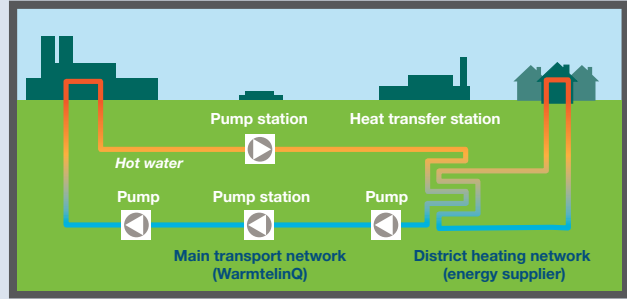 Pump station
Heat transfer station
Hot water
Pump
Pump station
Pump
Main transport network
(WarmtelinQ)
District heating network
(energy supplier)